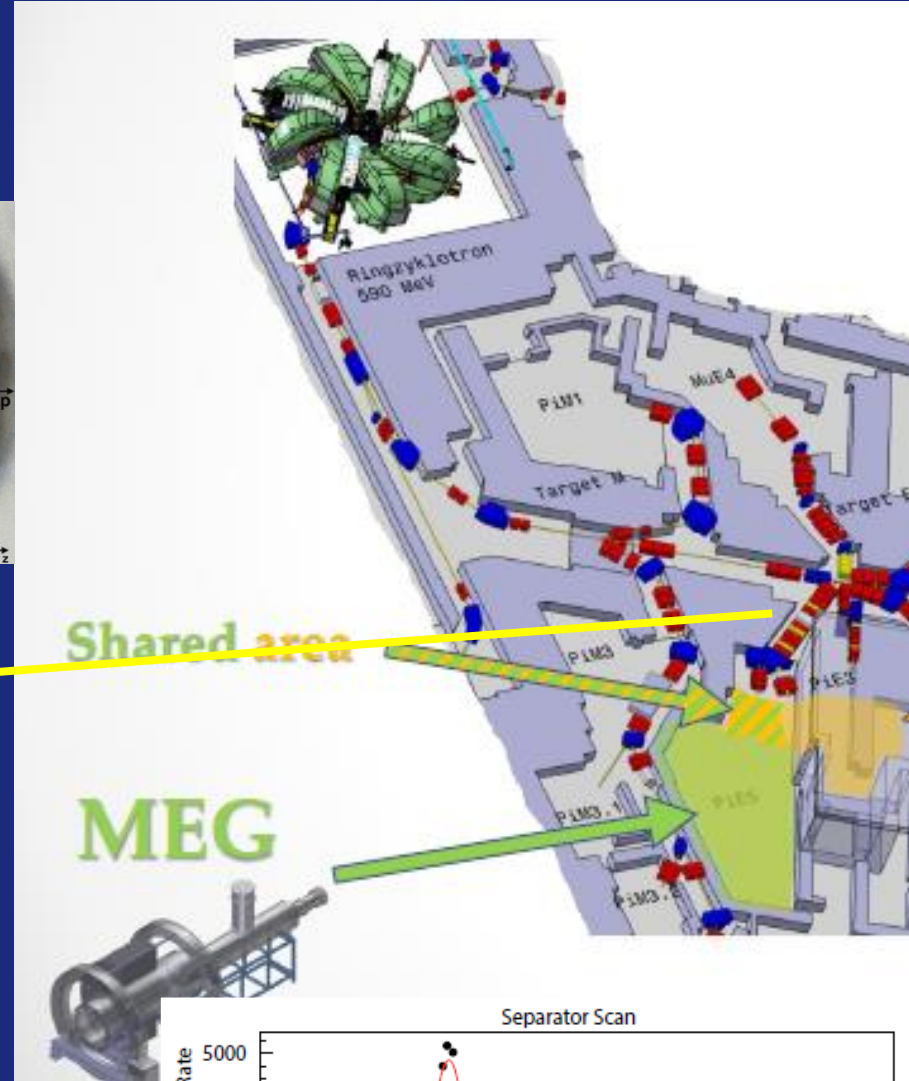 Ringzyklotron
590 MeV
MuE4
PiM1
Target M
Target E
Shared area
PiM3
PiE3
PiE5
MEG
PiM3.1
PiM3.2
Separator Scan
Rate
5000
p
z